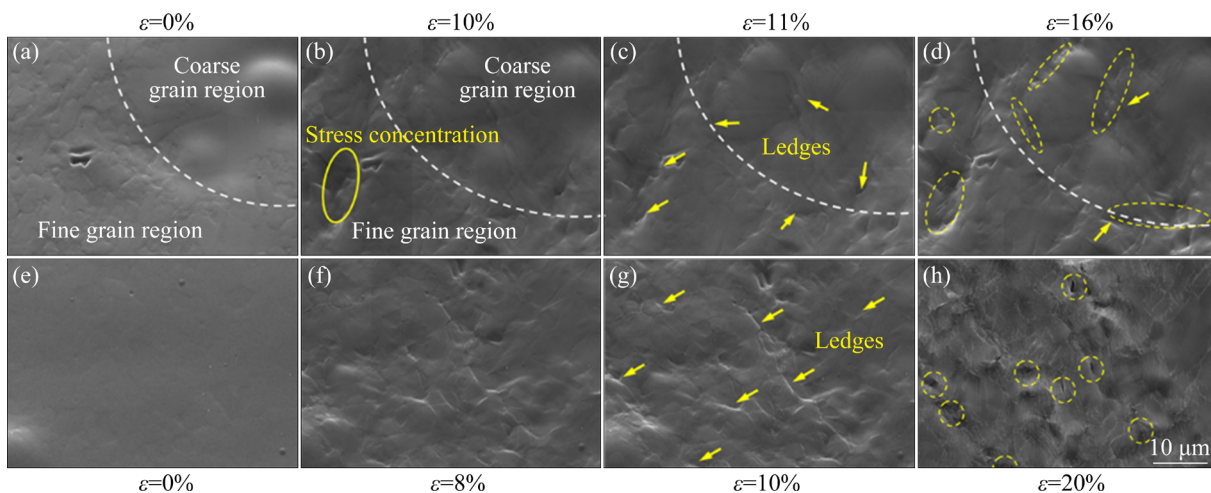 ε=0%
ε=10%
ε=11%
ε=16%
(a)
Coarse
grain region
Fine grain region
(b)
Coarse
grain region
Stress concentration
Fine grain region
(c)
Ledges
(d)
(e)
(f)
(g)
Ledges
(h)
10 μm
ε=0%
ε=8%
ε=10%
ε=20%